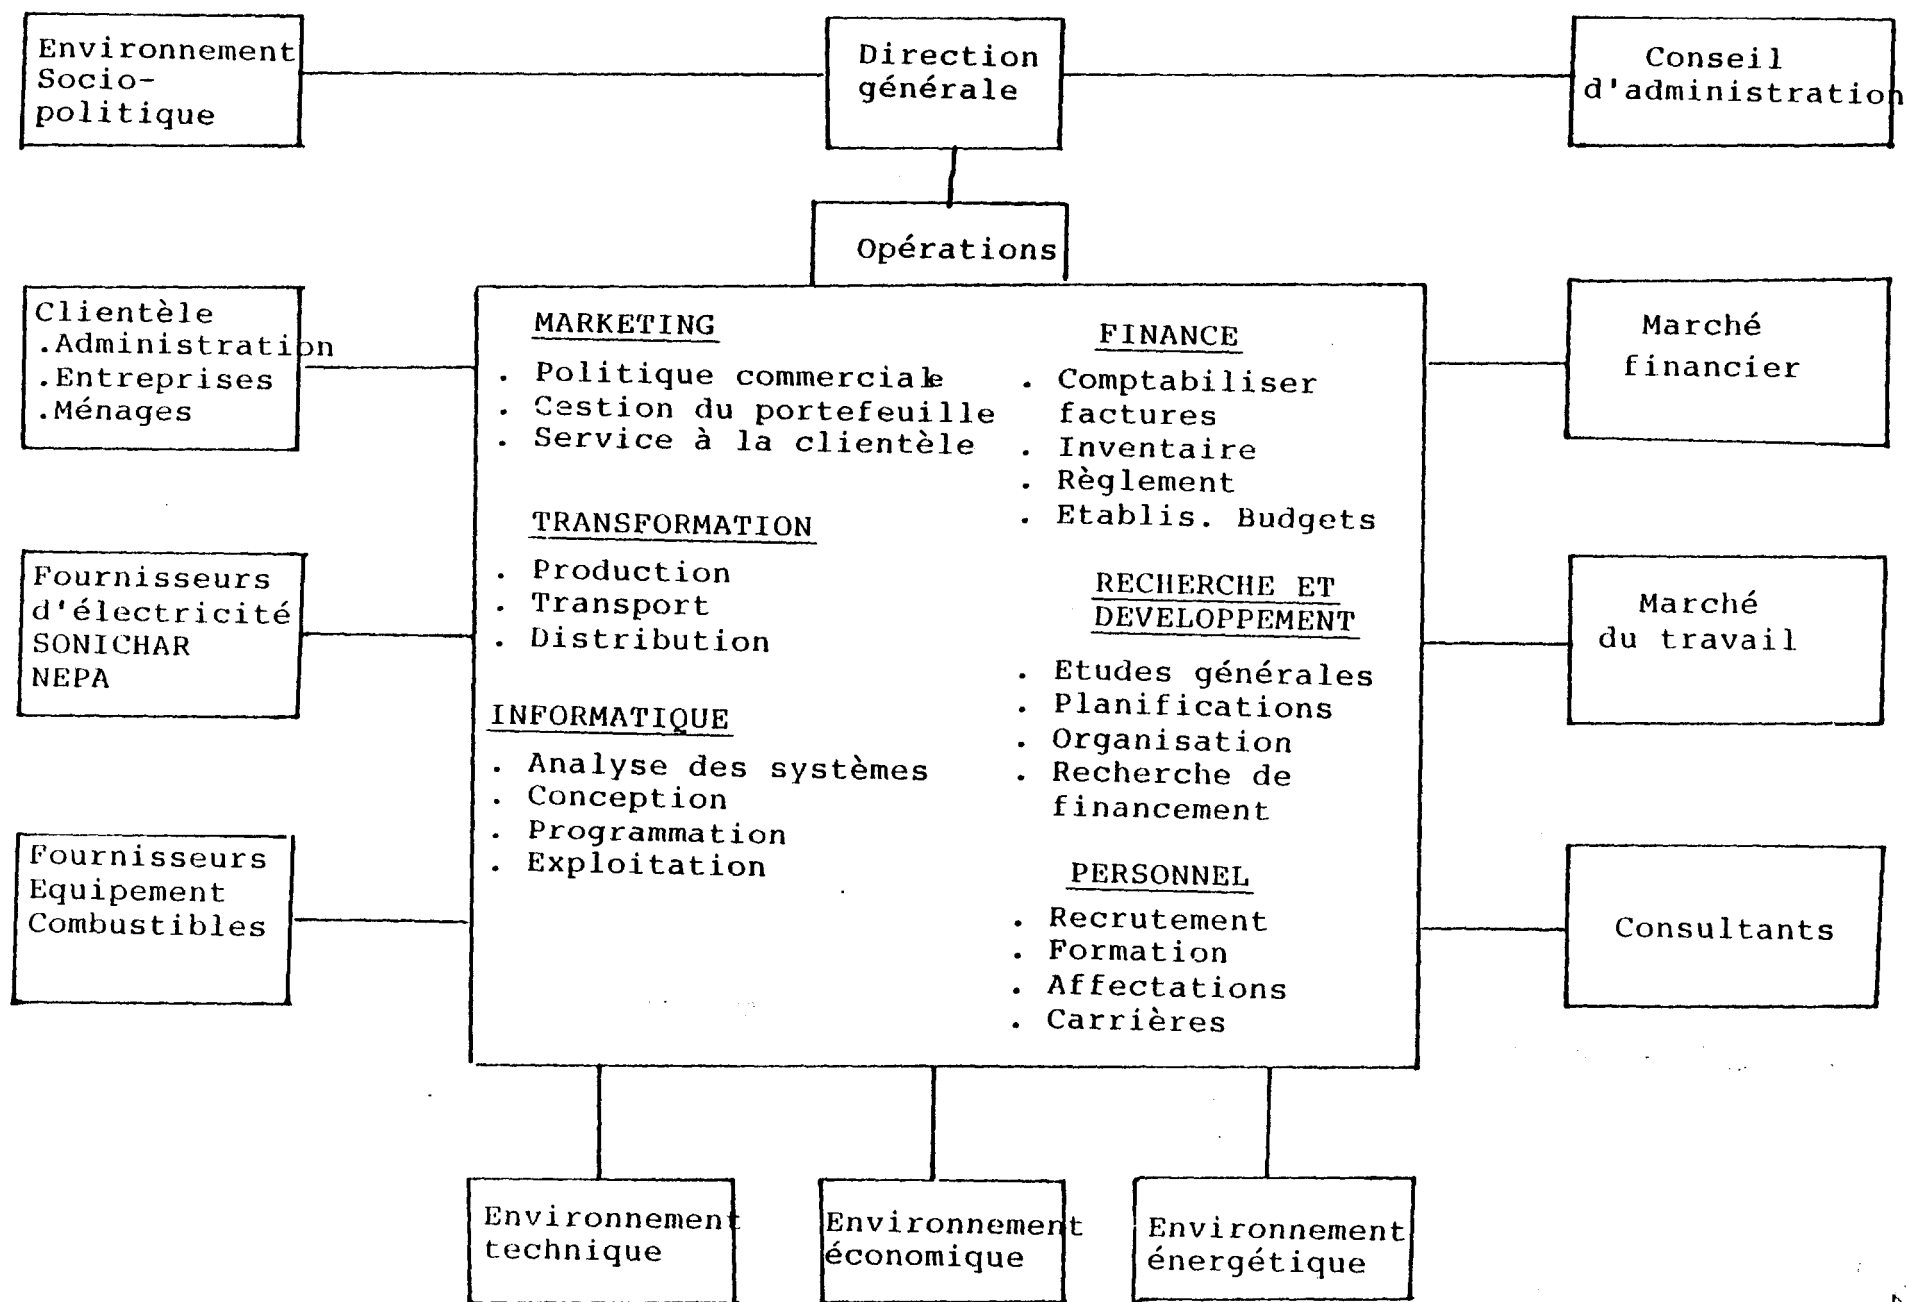 Environnement
Socio-
politique
Direction
générale
Conseil
d'administration
Opérations
Clientèle
.Administration
.Entreprises
.Ménages
Fournisseurs
d'électricité
SONICHAR
NEPA
Fournisseurs
Equipement
Combustibles
MARKETING
. Politique commerciale
. Cestion du portefeuille
. Service à la clientèle
TRANSFORMATION
. Production
. Transport
. Distribution
INFORMATIQUE
. Analyse des systèmes
. Conception
. Programmation
. Exploitation
FINANCE
. Comptabiliser
factures
. Inventaire
. Règlement
. Etablis. Budgets
RECHERCHE ET
DEVELOPPEMENT
. Etudes générales
. Planifications
. Organisation
. Recherche de
financement
PERSONNEL
. Recrutement
. Formation
. Affectations
. Carrières
Marché
financier
Marché
du travail
Consultants
Environnement
technique
Environnement
économique
Environnement
énergétique